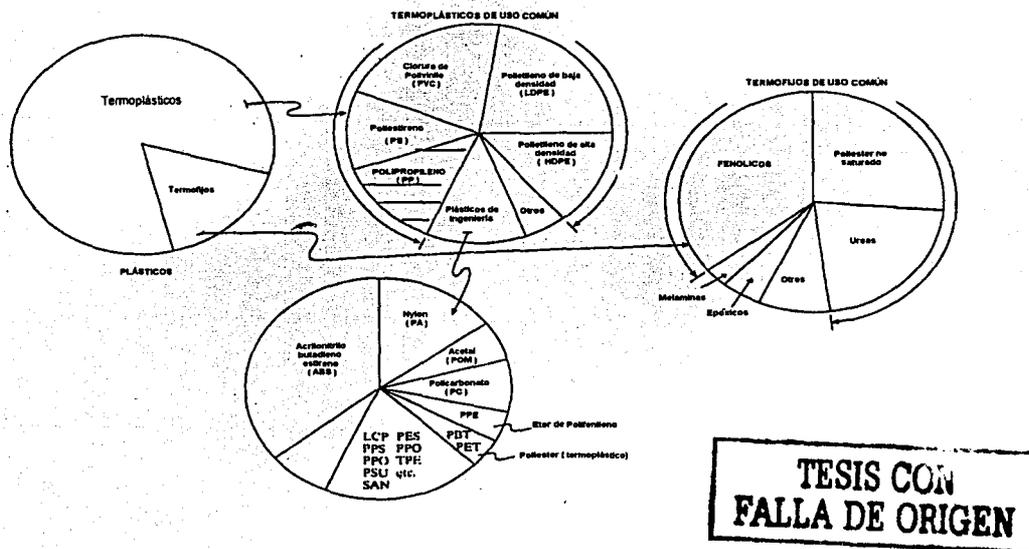 TERMOPLÁSTICOS DE USO COMÚN
Cloruro de
Polivinilo
(PVC)
Polietileno de baja
densidad
(LDPE)
Poliestireno
(PS)
Polietileno de alta
densidad
(HDPE)
POLIPROPILENO
(PP)
Plásticos de
Ingeniería
Otros
Termoplásticos
Termofijos
PLÁSTICOS
TERMOFIJOS DE USO COMÚN
FENOLICOS
Poliester no
saturado
Ureas
Otros
Melaminas
Epóxicos
Nylon
(PA)
Acrilonitrilo
butadieno
estireno
(ABS)
Acetal
(POM)
Policarbonato
(PC)
PPE
Eter de Polifenileno
PBT
PET
Poliester (termoplástico)
LCP PES
PPS PPO
PPO TPE
PSU etc.
SAN
TESIS CON
FALLA DE ORIGEN